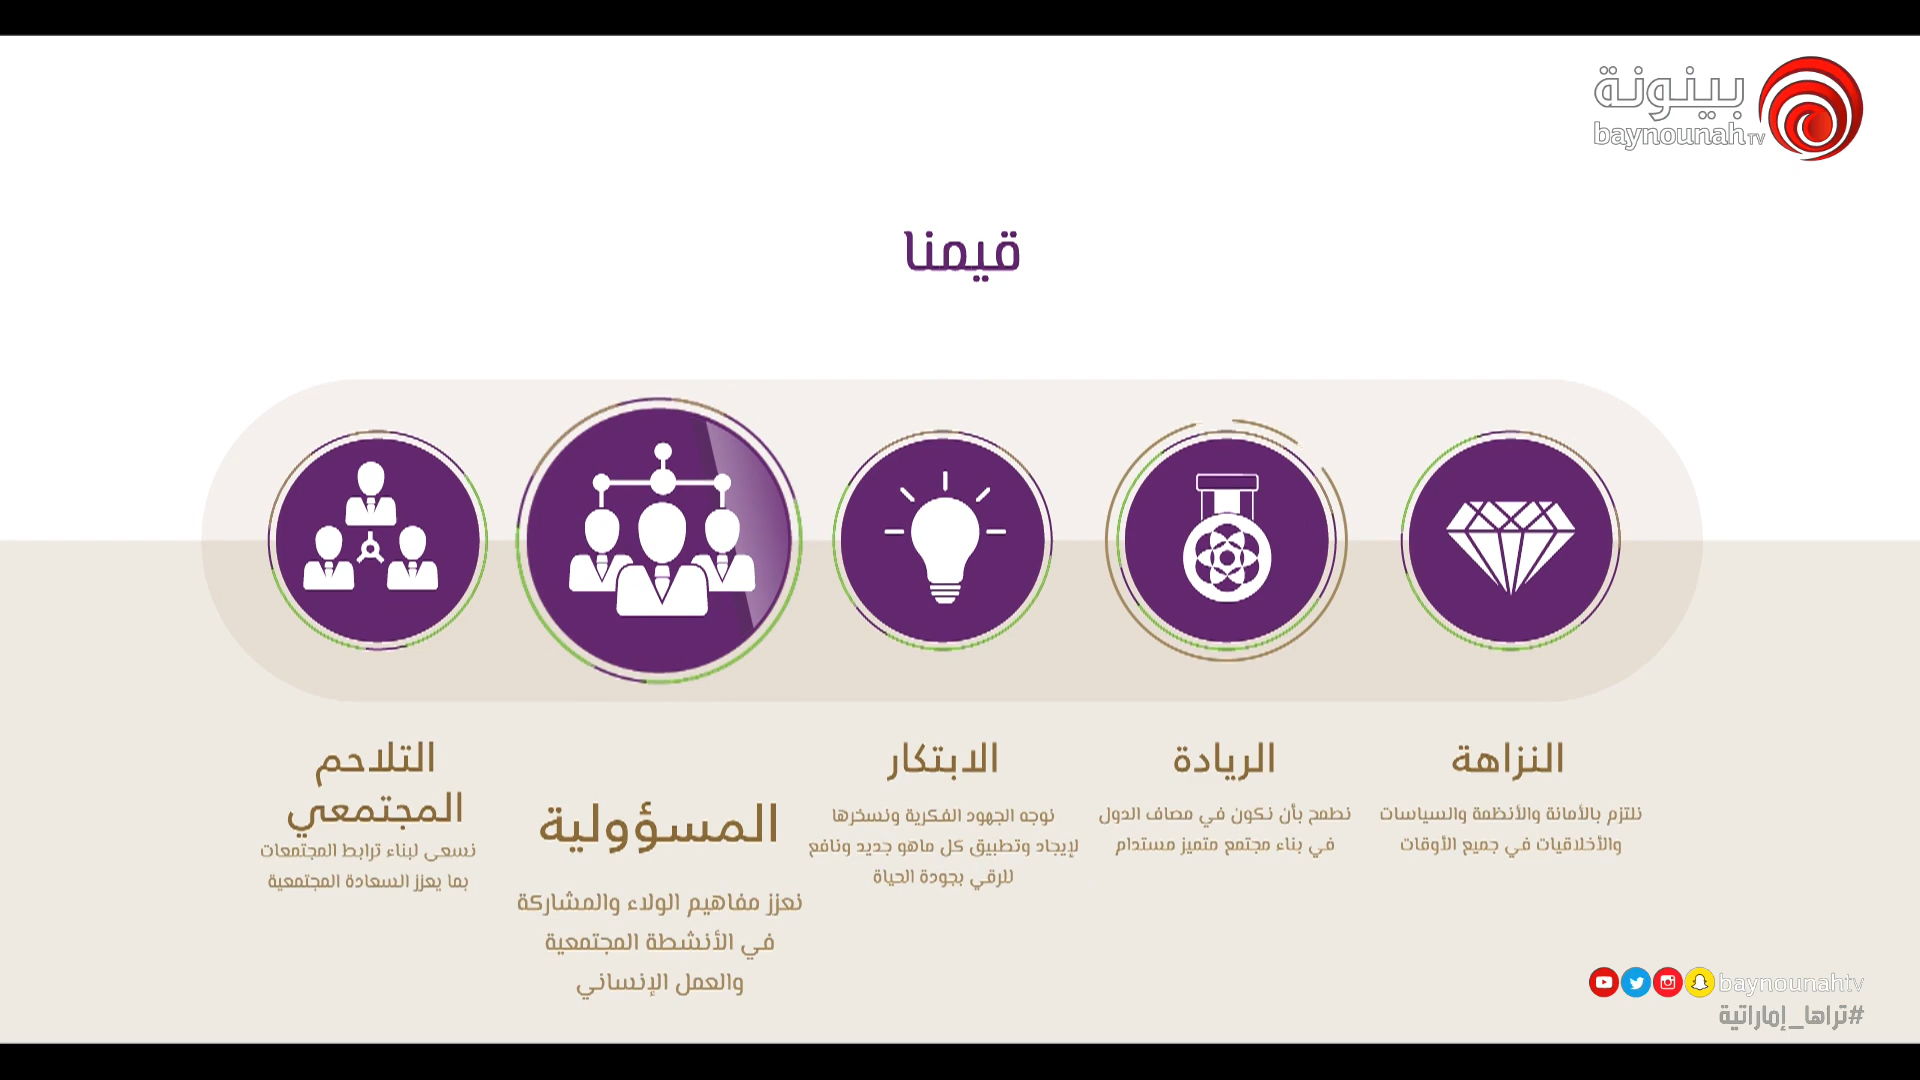 بينونة
baynounah TV
قيمنا
النزاهة
نلتزم بالأمانة والأنظمة والسياسات
والأخلاقيات في جميع الأوقات
الريادة
نطمح بأن نكون في مصاف الدول
في بناء مجتمع متميز مستدام
الابتكار
نوجه الجهود الفكرية ونسخرها
لإيجاد وتطبيق كل ماهو جديد ونافع
للرقي بجودة الحياة
المسؤولية
نعزز مفاهيم الولاء والمشاركة
في الأنشطة المجتمعية
والعمل الإنساني
التلاحم
المجتمعي
نسعى لبناء ترابط المجتمعات
بما يعزز السعادة المجتمعية
baynounahtv
#تراها_إماراتية